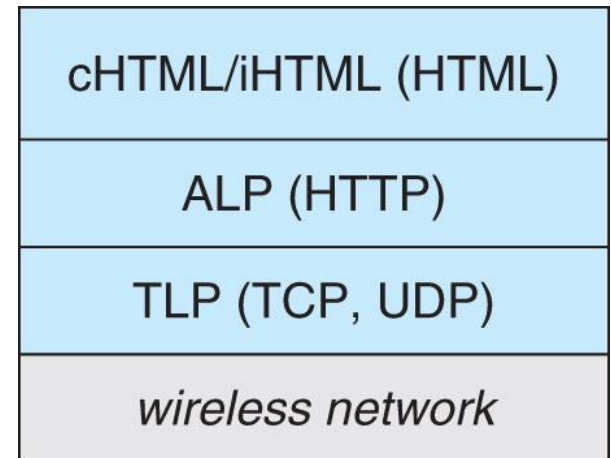 cHTML/iHTML (HTML)
ALP (HTTP)
TLP (TCP, UDP)
wireless network